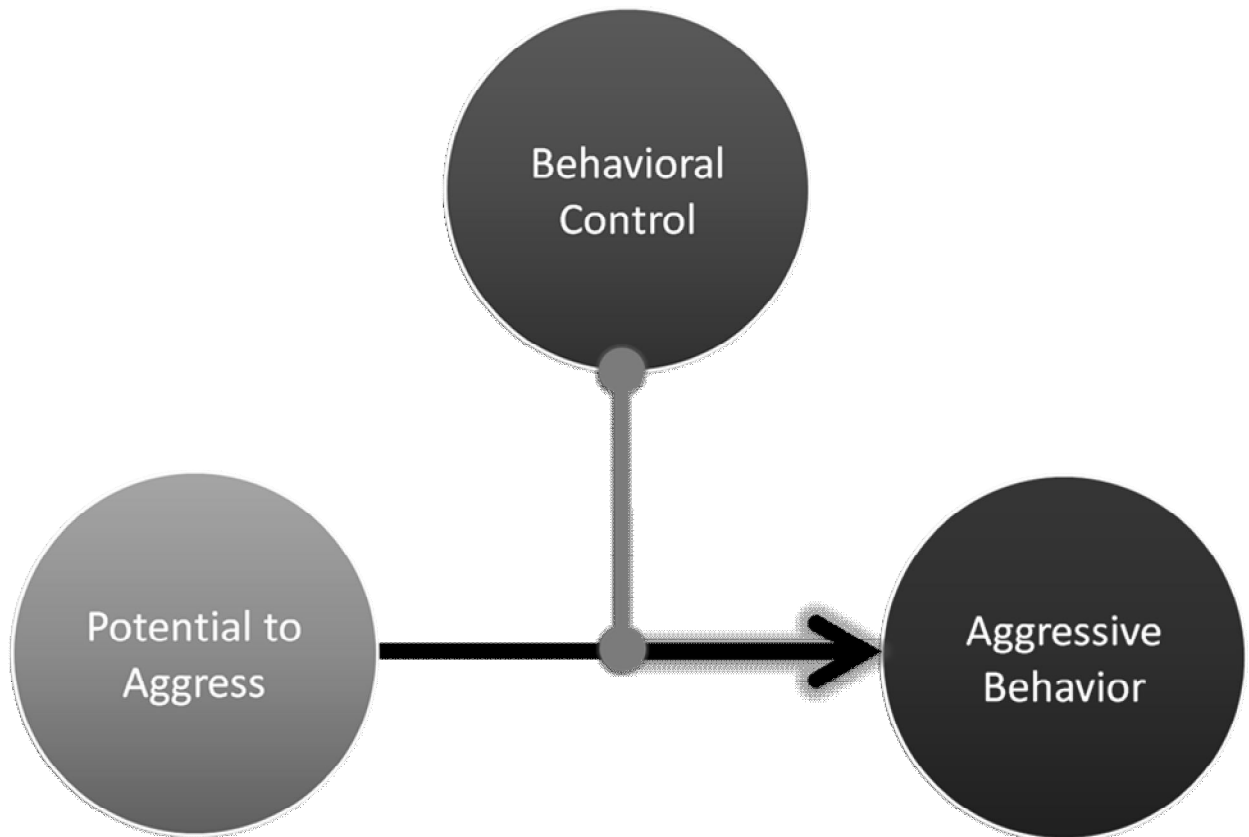 Behavioral
Control
Potential to
Aggress
Aggressive
Behavior